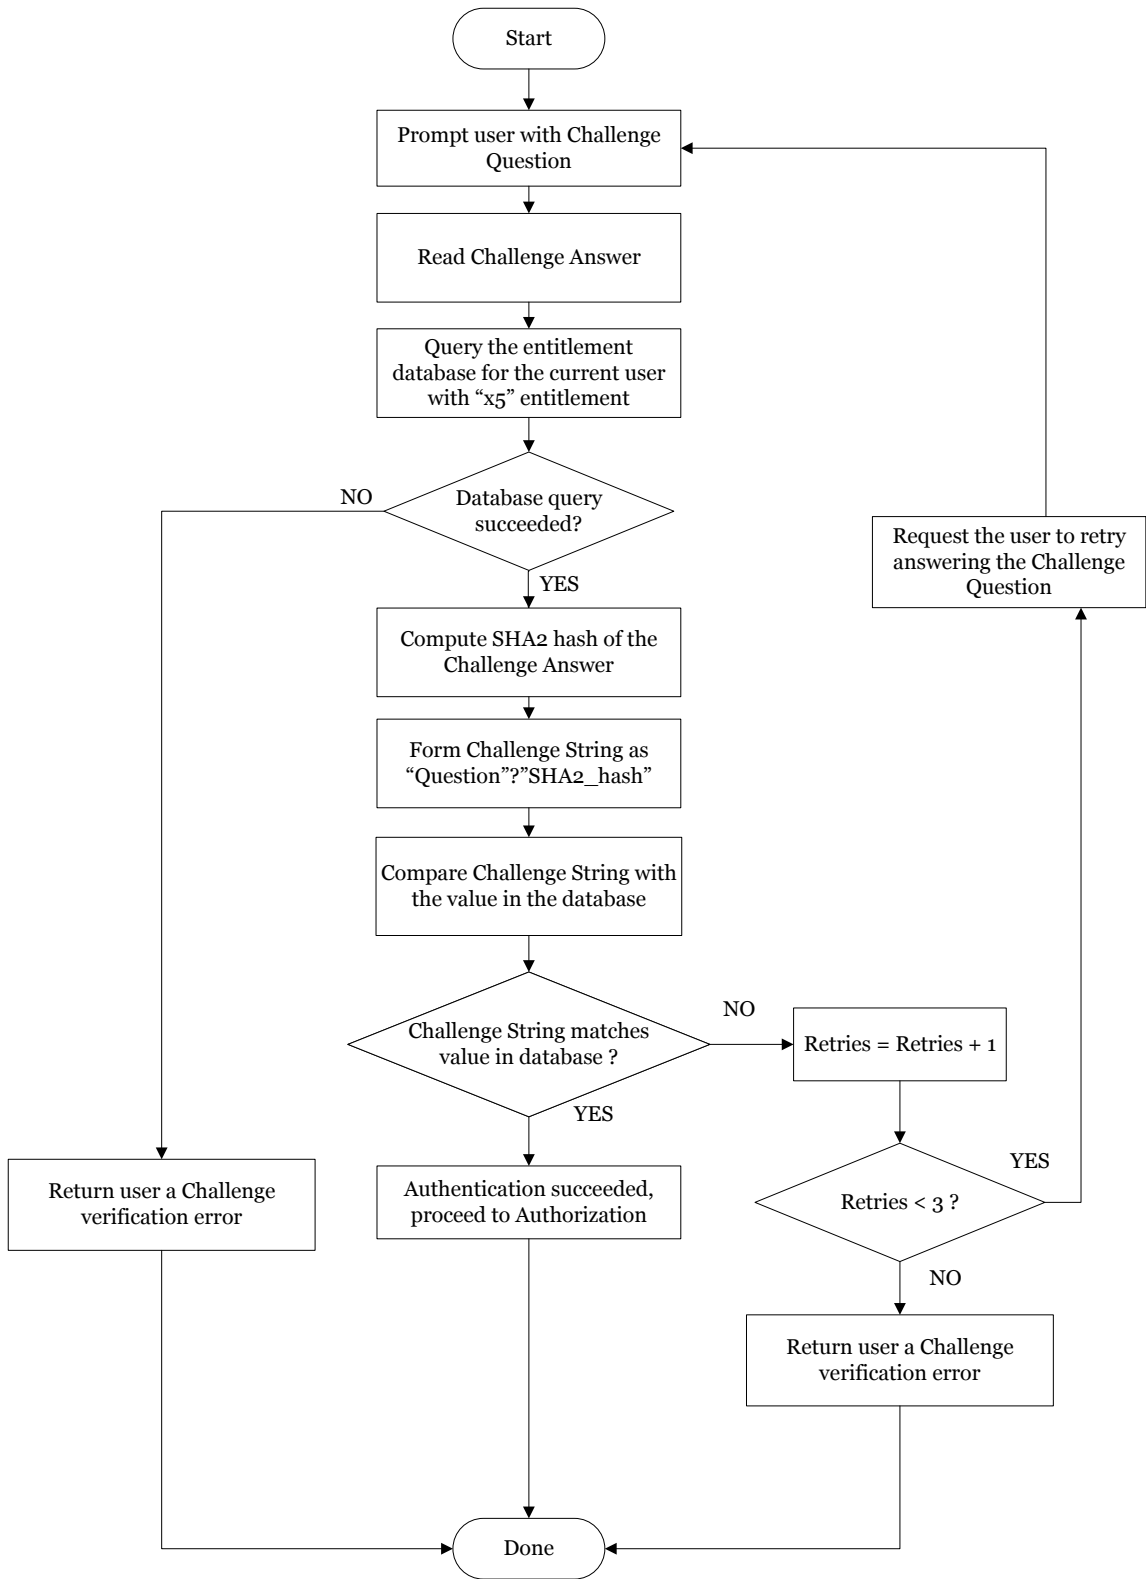 Start
Prompt user with Challenge
Question
Read Challenge Answer
Query the entitlement
database for the current user
with “x5” entitlement
NO
Database query
succeeded?
YES
Request the user to retry
answering the Challenge
Question
Compute SHA2 hash of the
Challenge Answer
Form Challenge String as
“Question”?”SHA2_hash”
Compare Challenge String with
the value in the database
Challenge String matches
value in database ?
NO
Retries = Retries + 1
YES
YES
Return user a Challenge
verification error
Authentication succeeded,
proceed to Authorization
Retries < 3 ?
NO
Return user a Challenge
verification error
Done